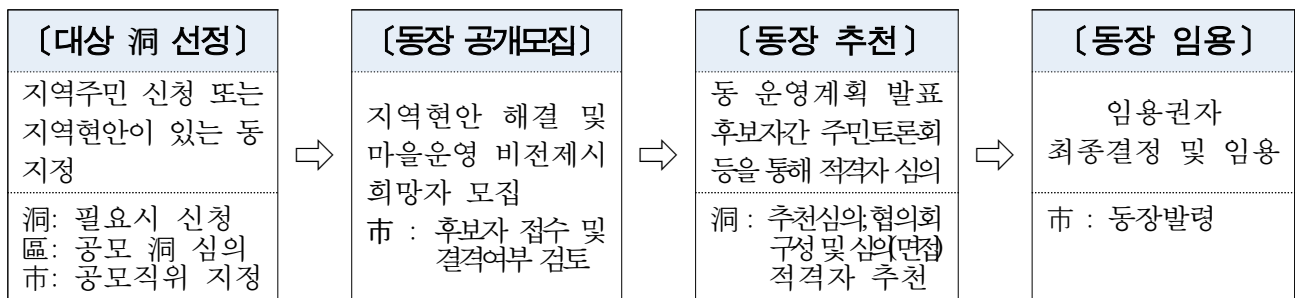 〔대상 洞 선정〕
지역주민 신청 또는
지역현안이 있는 동
지정
洞: 필요시 신청
區: 공모 洞 심의
市: 공모직위 지정
⇨
〔동장 공개모집〕
지역현안 해결 및
마을운영 비전제시
희망자 모집
市 : 후보자 접수 및
결격여부 검토
⇨
〔동장 추천〕
동 운영계획 발표
후보자간 주민토론회
등을 통해 적격자 심의
洞 : 추천심의;협의회
구성 및 심의(면접)
적격자 추천
⇨
〔동장 임용〕
임용권자
최종결정 및 임용
市 : 동장발령